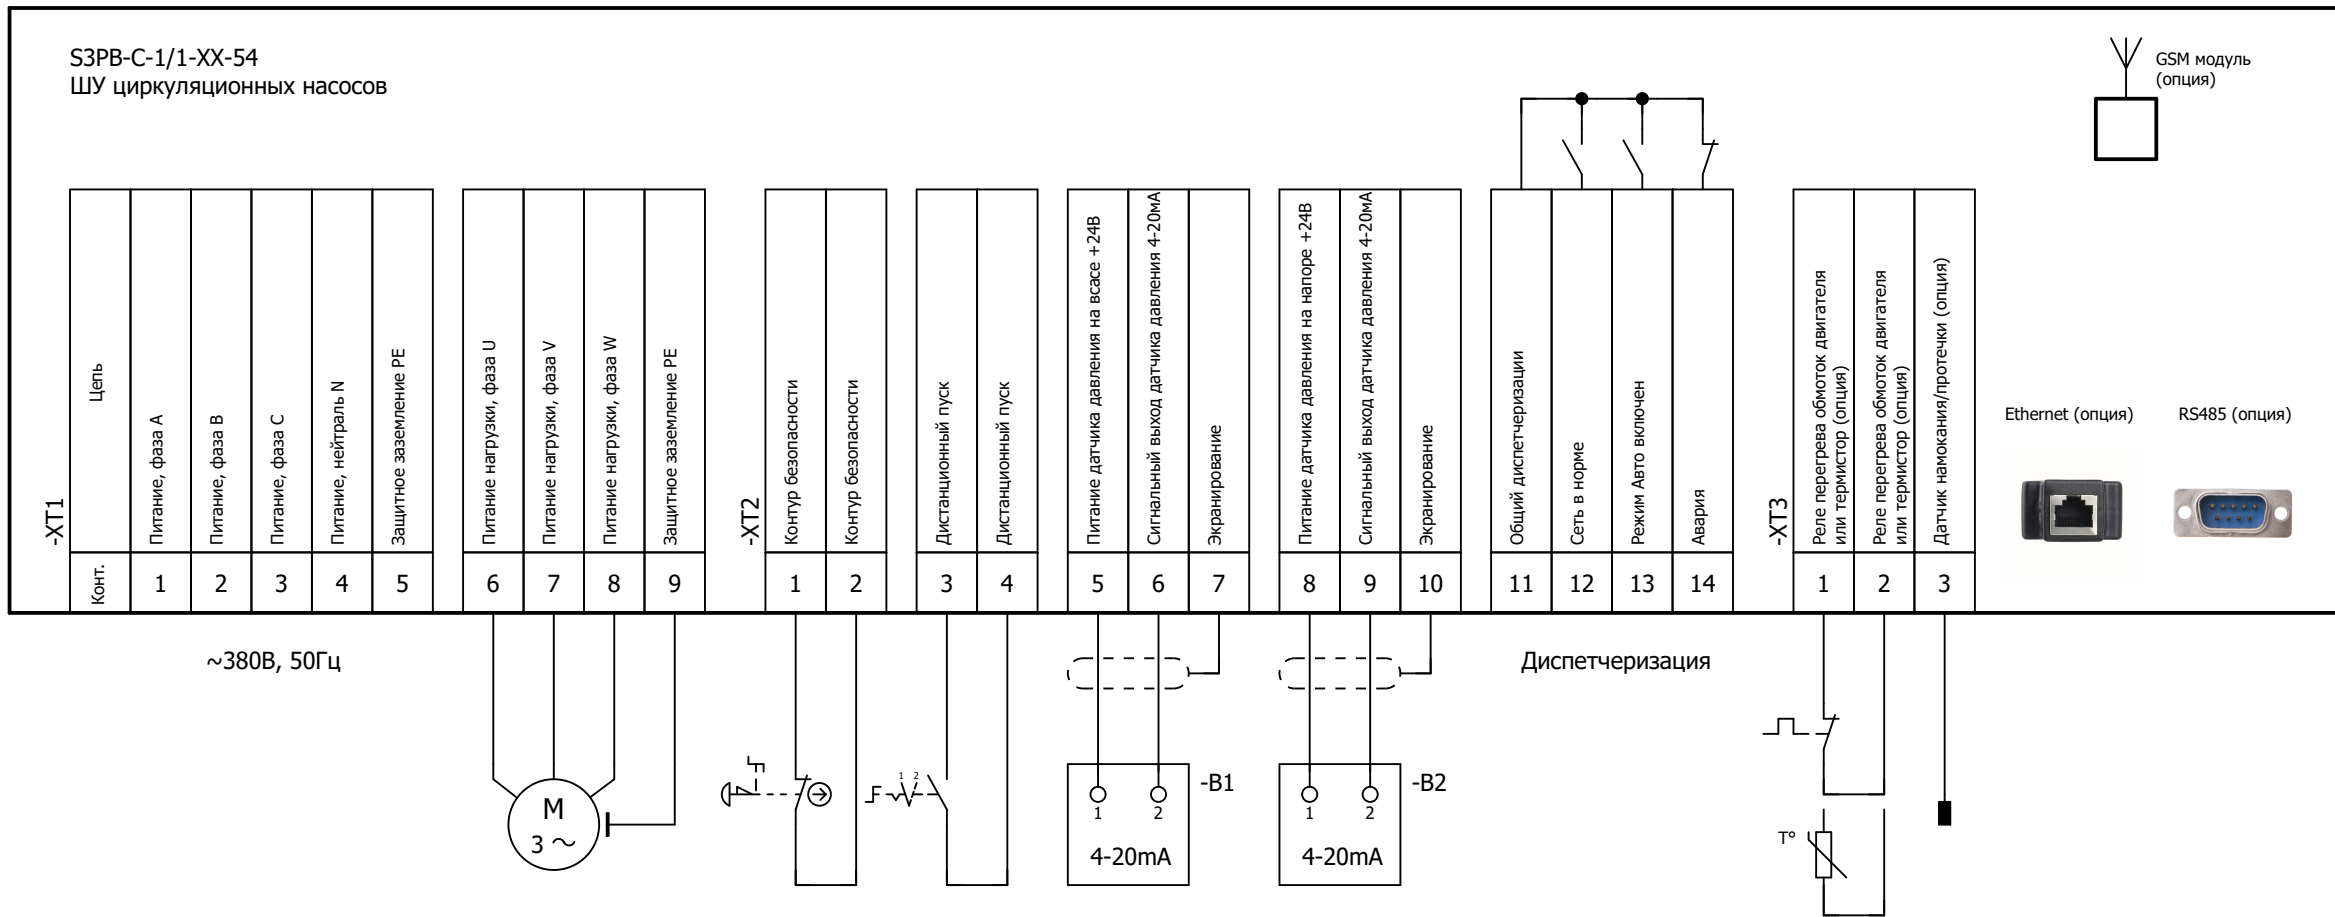 S3PB-C-1/1-XX-54
ШУ циркуляционных насосов
GSM модуль
(опция)
-XT1
Цепь
Питание, фаза A
Питание, фаза B
Питание, фаза C
Питание, нейтраль N
Защитное заземление PE
Питание нагрузки, фаза U
Питание нагрузки, фаза V
Питание нагрузки, фаза W
Защитное заземление PE
-XT2
Контур безопасности
Контур безопасности
Дистанционный пуск
Дистанционный пуск
Питание датчика давления на всасе +24В
Сигнальный выход датчика давления 4-20мА
Экранирование
Питание датчика давления на напоре +24В
Сигнальный выход датчика давления 4-20мА
Экранирование
Общий диспетчеризации
Сеть в норме
Режим Авто включен
Авария
-XT3
Реле перегрева обмоток двигателя
или термистор (опция)
Реле перегрева обмоток двигателя
или термистор (опция)
Датчик намокания/протечки (опция)
Ethernet (опция)
RS485 (опция)
Конт.
1
2
3
4
5
6
7
8
9
1
2
3
4
5
6
7
8
9
10
11
12
13
14
1
2
3
~380В, 50Гц
Диспетчеризация
M
3 ~
1 2
-B1
1 2
4-20mA
-B2
1 2
4-20mA
T°